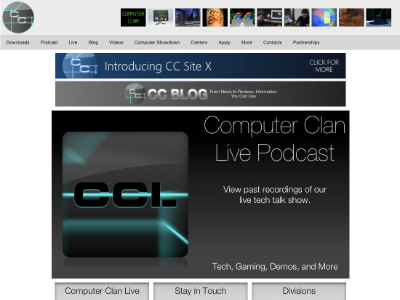 COMPUTER
CLAN
Downloads Podcast Live Blog Videos Computer Showdown Centers Apply More Contacts Partnerships
Introducing CC Site X
CLICK FOR
MORE
CC BLOG
From News to Reviews, Information
You Can Use
Computer Clan
Live Podcast
CCL
View past recordings of our
live tech talk show.
Tech, Gaming, Demos, and More
Computer Clan Live Stay in Touch Divisions